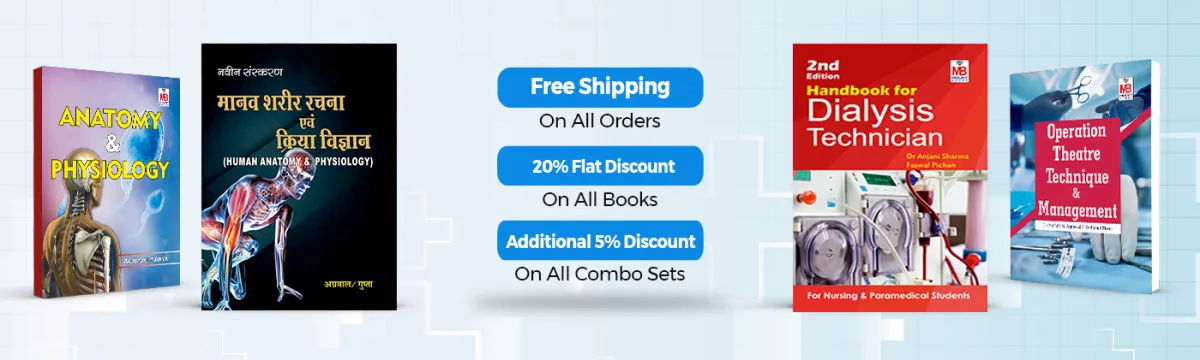 ANATOMY
&
PHYSIOLOGY
नवीन संस्करण
मानव शरीर रचना
एवं
क्रिया विज्ञान
(HUMAN ANATOMY & PHYSIOLOGY)
अग्रवाल/गुप्ता
Free Shipping
On All Orders
20% Flat Discount
On All Books
Additional 5% Discount
On All Combo Sets
2nd
Edition
MB
Handbook for
Dialysis
Technician
Dr Anjani Sharma
Faswal Pichan
For Nursing & Paramedical Students
MB
Operation
Theatre
Technique
&
Management